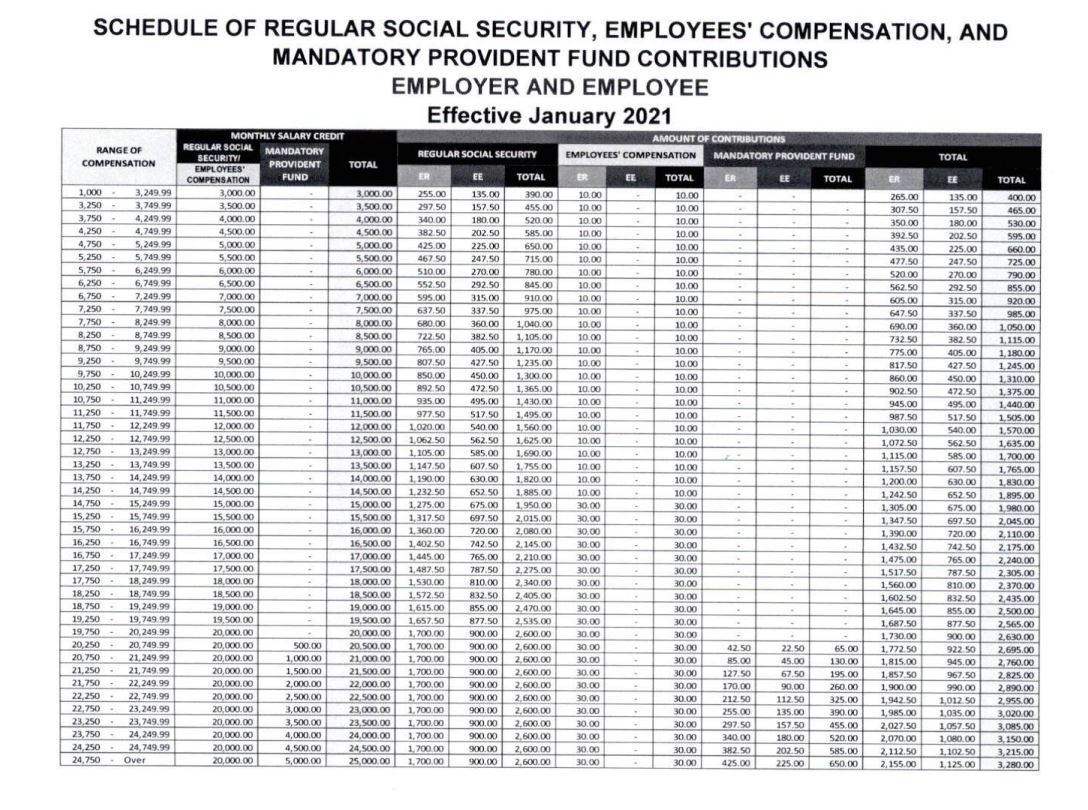 SCHEDULE OF REGULAR SOCIAL SECURITY, EMPLOYEES' COMPENSATION, AND
MANDATORY PROVIDENT FUND CONTRIBUTIONS
EMPLOYER AND EMPLOYEE
Effective January 2021
RANGE OF COMPENSATION MONTHLY SALARY CREDIT AMOUNT OF CONTRIBUTIONS
REGULAR SOCIAL SECURITY/ EMPLOYEES' COMPENSATION MANDATORY PROVIDENT FUND TOTAL REGULAR SOCIAL SECURITY EMPLOYEES' COMPENSATION MANDATORY PROVIDENT FUND TOTAL
ER EE TOTAL ER EE TOTAL ER EE TOTAL ER EE TOTAL
1,000 - 3,249.99 3,000.00 - 3,000.00 255.00 135.00 390.00 10.00 - 10.00 - - - 265.00 135.00 400.00
3,250 - 3,749.99 3,500.00 - 3,500.00 297.50 157.50 455.00 10.00 - 10.00 - - - 307.50 157.50 465.00
3,750 - 4,249.99 4,000.00 - 4,000.00 340.00 180.00 520.00 10.00 - 10.00 - - - 350.00 180.00 530.00
4,250 - 4,749.99 4,500.00 - 4,500.00 382.50 202.50 585.00 10.00 - 10.00 - - - 392.50 202.50 595.00
4,750 - 5,249.99 5,000.00 - 5,000.00 425.00 225.00 650.00 10.00 - 10.00 - - - 435.00 225.00 660.00
5,250 - 5,749.99 5,500.00 - 5,500.00 467.50 247.50 715.00 10.00 - 10.00 - - - 477.50 247.50 725.00
5,750 - 6,249.99 6,000.00 - 6,000.00 510.00 270.00 780.00 10.00 - 10.00 - - - 520.00 270.00 790.00
6,250 - 6,749.99 6,500.00 - 6,500.00 552.50 292.50 845.00 10.00 - 10.00 - - - 562.50 292.50 855.00
6,750 - 7,249.99 7,000.00 - 7,000.00 595.00 315.00 910.00 10.00 - 10.00 - - - 605.00 315.00 920.00
7,250 - 7,749.99 7,500.00 - 7,500.00 637.50 337.50 975.00 10.00 - 10.00 - - - 647.50 337.50 985.00
7,750 - 8,249.99 8,000.00 - 8,000.00 680.00 360.00 1,040.00 10.00 - 10.00 - - - 690.00 360.00 1,050.00
8,250 - 8,749.99 8,500.00 - 8,500.00 722.50 382.50 1,105.00 10.00 - 10.00 - - - 732.50 382.50 1,115.00
8,750 - 9,249.99 9,000.00 - 9,000.00 765.00 405.00 1,170.00 10.00 - 10.00 - - - 775.00 405.00 1,180.00
9,250 - 9,749.99 9,500.00 - 9,500.00 807.50 427.50 1,235.00 10.00 - 10.00 - - - 817.50 427.50 1,245.00
9,750 - 10,249.99 10,000.00 - 10,000.00 850.00 450.00 1,300.00 10.00 - 10.00 - - - 860.00 450.00 1,310.00
10,250 - 10,749.99 10,500.00 - 10,500.00 892.50 472.50 1,365.00 10.00 - 10.00 - - - 902.50 472.50 1,375.00
10,750 - 11,249.99 11,000.00 - 11,000.00 935.00 495.00 1,430.00 10.00 - 10.00 - - - 945.00 495.00 1,440.00
11,250 - 11,749.99 11,500.00 - 11,500.00 977.50 517.50 1,495.00 10.00 - 10.00 - - - 987.50 517.50 1,505.00
11,750 - 12,249.99 12,000.00 - 12,000.00 1,020.00 540.00 1,560.00 10.00 - 10.00 - - - 1,030.00 540.00 1,570.00
12,250 - 12,749.99 12,500.00 - 12,500.00 1,062.50 562.50 1,625.00 10.00 - 10.00 - - - 1,072.50 562.50 1,635.00
12,750 - 13,249.99 13,000.00 - 13,000.00 1,105.00 585.00 1,690.00 10.00 - 10.00 - - - 1,115.00 585.00 1,700.00
13,250 - 13,749.99 13,500.00 - 13,500.00 1,147.50 607.50 1,755.00 10.00 - 10.00 - - - 1,157.50 607.50 1,765.00
13,750 - 14,249.99 14,000.00 - 14,000.00 1,190.00 630.00 1,820.00 10.00 - 10.00 - - - 1,200.00 630.00 1,830.00
14,250 - 14,749.99 14,500.00 - 14,500.00 1,232.50 652.50 1,885.00 10.00 - 10.00 - - - 1,242.50 652.50 1,895.00
14,750 - 15,249.99 15,000.00 - 15,000.00 1,275.00 675.00 1,950.00 30.00 - 30.00 - - - 1,305.00 675.00 1,980.00
15,250 - 15,749.99 15,500.00 - 15,500.00 1,317.50 697.50 2,015.00 30.00 - 30.00 - - - 1,347.50 697.50 2,045.00
15,750 - 16,249.99 16,000.00 - 16,000.00 1,360.00 720.00 2,080.00 30.00 - 30.00 - - - 1,390.00 720.00 2,110.00
16,250 - 16,749.99 16,500.00 - 16,500.00 1,402.50 742.50 2,145.00 30.00 - 30.00 - - - 1,432.50 742.50 2,175.00
16,750 - 17,249.99 17,000.00 - 17,000.00 1,445.00 765.00 2,210.00 30.00 - 30.00 - - - 1,475.00 765.00 2,240.00
17,250 - 17,749.99 17,500.00 - 17,500.00 1,487.50 787.50 2,275.00 30.00 - 30.00 - - - 1,517.50 787.50 2,305.00
17,750 - 18,249.99 18,000.00 - 18,000.00 1,530.00 810.00 2,340.00 30.00 - 30.00 - - - 1,560.00 810.00 2,370.00
18,250 - 18,749.99 18,500.00 - 18,500.00 1,572.50 832.50 2,405.00 30.00 - 30.00 - - - 1,602.50 832.50 2,435.00
18,750 - 19,249.99 19,000.00 - 19,000.00 1,615.00 855.00 2,470.00 30.00 - 30.00 - - - 1,645.00 855.00 2,500.00
19,250 - 19,749.99 19,500.00 - 19,500.00 1,657.50 877.50 2,535.00 30.00 - 30.00 - - - 1,687.50 877.50 2,565.00
19,750 - 20,249.99 20,000.00 - 20,000.00 1,700.00 900.00 2,600.00 30.00 - 30.00 - - - 1,730.00 900.00 2,630.00
20,250 - 20,749.99 20,000.00 500.00 20,500.00 1,700.00 900.00 2,600.00 30.00 - 30.00 42.50 22.50 65.00 1,772.50 922.50 2,695.00
20,750 - 21,249.99 20,000.00 1,000.00 21,000.00 1,700.00 900.00 2,600.00 30.00 - 30.00 85.00 45.00 130.00 1,815.00 945.00 2,760.00
21,250 - 21,749.99 20,000.00 1,500.00 21,500.00 1,700.00 900.00 2,600.00 30.00 - 30.00 127.50 67.50 195.00 1,857.50 967.50 2,825.00
21,750 - 22,249.99 20,000.00 2,000.00 22,000.00 1,700.00 900.00 2,600.00 30.00 - 30.00 170.00 90.00 260.00 1,900.00 990.00 2,890.00
22,250 - 22,749.99 20,000.00 2,500.00 22,500.00 1,700.00 900.00 2,600.00 30.00 - 30.00 212.50 112.50 325.00 1,942.50 1,012.50 2,955.00
22,750 - 23,249.99 20,000.00 3,000.00 23,000.00 1,700.00 900.00 2,600.00 30.00 - 30.00 255.00 135.00 390.00 1,985.00 1,035.00 3,020.00
23,250 - 23,749.99 20,000.00 3,500.00 23,500.00 1,700.00 900.00 2,600.00 30.00 - 30.00 297.50 157.50 455.00 2,027.50 1,057.50 3,085.00
23,750 - 24,249.99 20,000.00 4,000.00 24,000.00 1,700.00 900.00 2,600.00 30.00 - 30.00 340.00 180.00 520.00 2,070.00 1,080.00 3,150.00
24,250 - 24,749.99 20,000.00 4,500.00 24,500.00 1,700.00 900.00 2,600.00 30.00 - 30.00 382.50 202.50 585.00 2,112.50 1,102.50 3,215.00
24,750 - Over 20,000.00 5,000.00 25,000.00 1,700.00 900.00 2,600.00 30.00 - 30.00 425.00 225.00 650.00 2,155.00 1,125.00 3,280.00